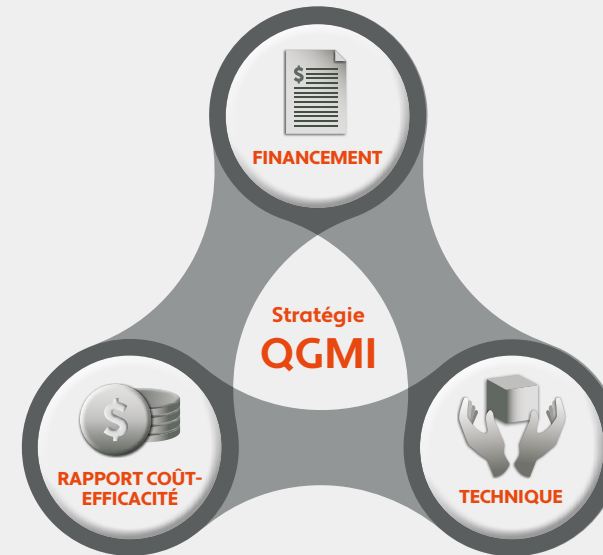 $
FINANCEMENT
Stratégie
QGMI
$
RAPPORT COÛT-
EFFICACITÉ
TECHNIQUE